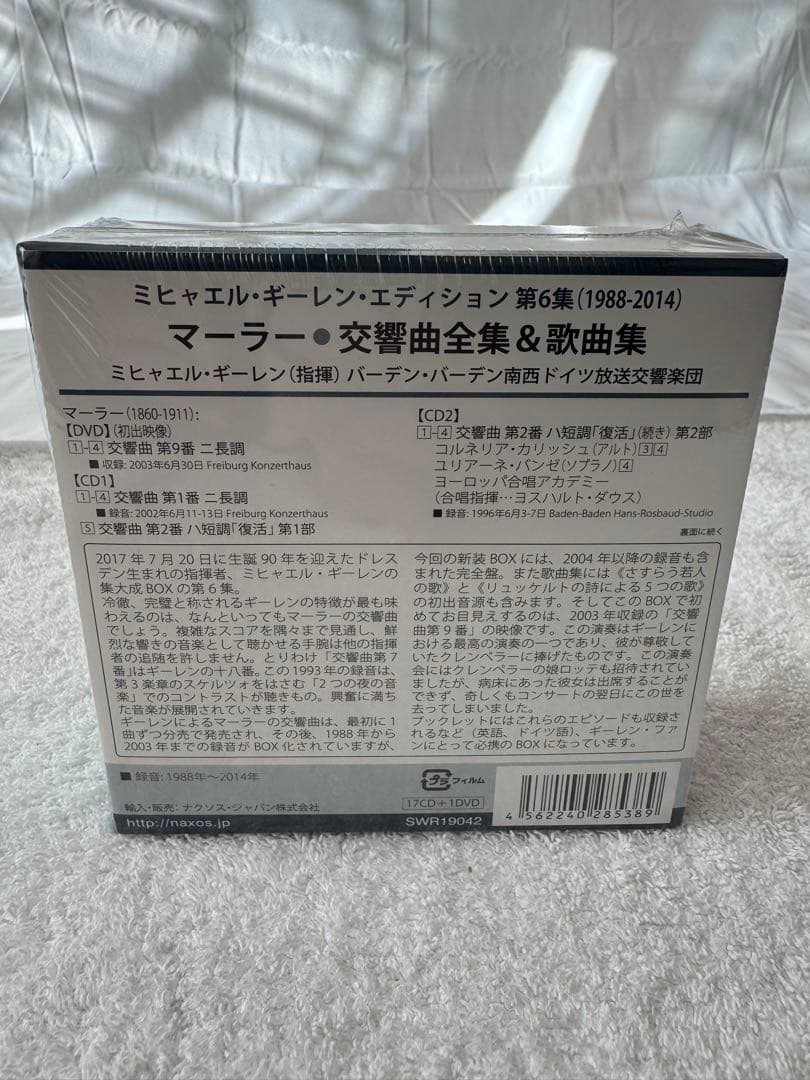 ミヒャエル・ギーレン・エディション 第6集(1988-2014)
マーラー●交響曲全集&歌曲集
ミヒャエル・ギーレン(指揮) バーデン・バーデン南西ドイツ放送交響楽団
マーラー(1860-1911):
【DVD】(初出映像)
1-4 交響曲 第9番 ニ長調
■ 収録: 2003年6月30日 Freiburg Konzerthaus
【CD1】
1-4 交響曲 第1番 ニ長調
■ 録音: 2002年6月11-13日 Freiburg Konzerthaus
5 交響曲 第2番 ハ短調「復活」 第1部
【CD2】
1-4 交響曲 第2番 ハ短調「復活」(続き) 第2部
コルネリア・カリッシュ(アルト)3 4
ユリアーネ・バンゼ(ソプラノ)4
ヨーロッパ合唱アカデミー
(合唱指揮…ヨスハルト・ダウス)
■ 録音: 1996年6月3-7日 Baden-Baden Hans-Rosbaud-Studio
裏面に続く
2017年7月20日に生誕90年を迎えたドレス
デン生まれの指揮者、ミヒャエル・ギーレンの
集大成BOXの第6集。
冷徹、完璧と称されるギーレンの特徴が最も味
わえるのは、なんといってもマーラーの交響曲
でしょう。複雑なスコアを隅々まで見通し、鮮
烈な響きの音楽として聴かせる手腕は他の指揮
者の追随を許しません。とりわけ「交響曲第7
番」はギーレンの十八番。この1993年の録音は、
第3楽章のスケルツォをはさむ「2つの夜の音
楽」でのコントラストが聴きもの。興奮に満ち
た音楽が展開されていきます。
ギーレンによるマーラーの交響曲は、最初に1
曲ずつ分売で発売され、その後、1988年から
2003年までの録音がBOX化されていますが、
今回の新装BOXには、2004年以降の録音も含
まれた完全盤。また歌曲集には《さすらう若人
の歌》と《リュッケルトの詩による5つの歌》
の初出音源も含みます。そしてこのBOXで初
めてお目見えするのは、2003年収録の「交響
曲第9番」の映像です。この演奏はギーレンに
おける最高の演奏の一つであり、彼が尊敬して
いたクレンペラーに捧げたものです。この演奏
会にはクレンペラーの娘ロッテも招待されてい
ましたが、病床にあった彼女は出席することが
できず、奇しくもコンサートの翌日にこの世を
去ってしまいました。
ブックレットにはこれらのエピソードも収録さ
れるなど(英語、ドイツ語)、ギーレン・ファ
ンにとって必携のBOXになっています。
■ 録音: 1988年〜2014年
輸入・販売: ナクソス・ジャパン株式会社
http://naxos.jp
プラ フィルム
17CD+1DVD
SWR19042
4 562240 285389